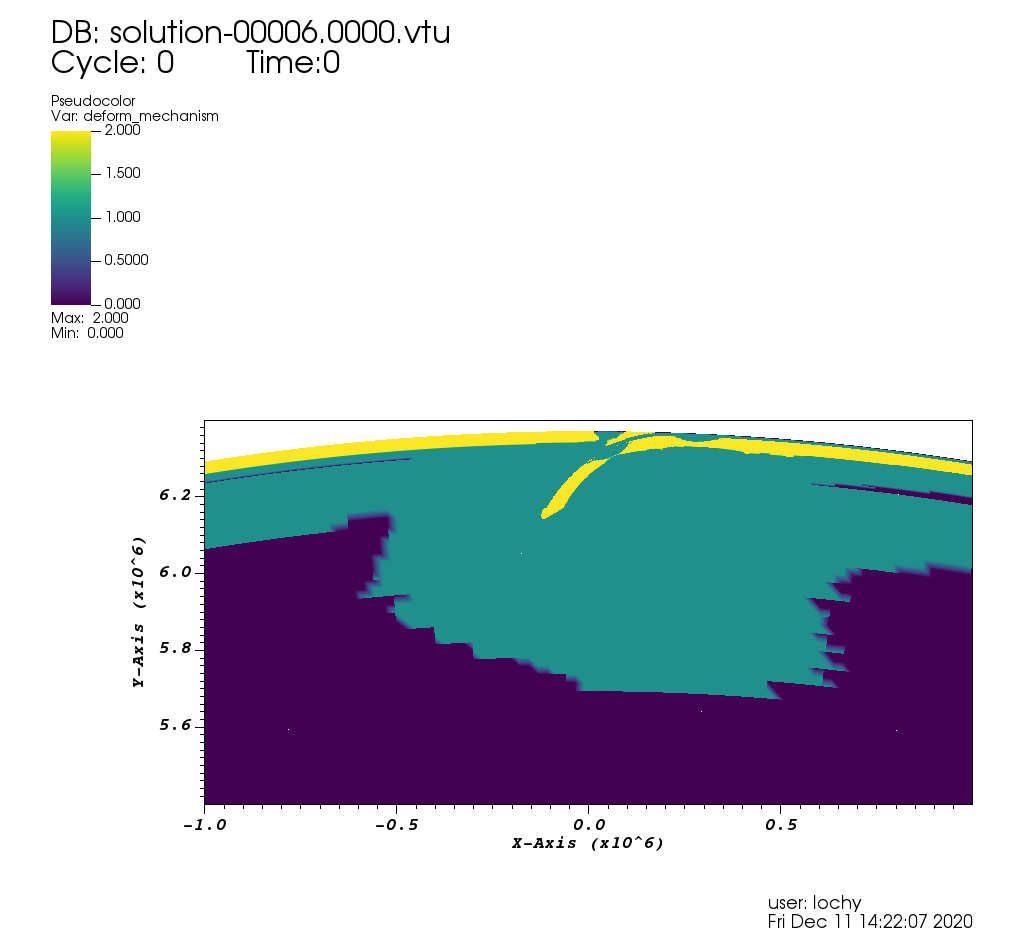 DB: solution-00006.0000.vtu
Cycle: 0 Time:0
Pseudocolor
Var: deform_mechanism
2.000
1.500
1.000
0.5000
0.000
Max: 2.000
Min: 0.000
6.2
6.0
5.8
5.6
Y-Axis (x10^6)
-1.0 -0.5 0.0 0.5
X-Axis (x10^6)
user: lochy
Fri Dec 11 14:22:07 2020